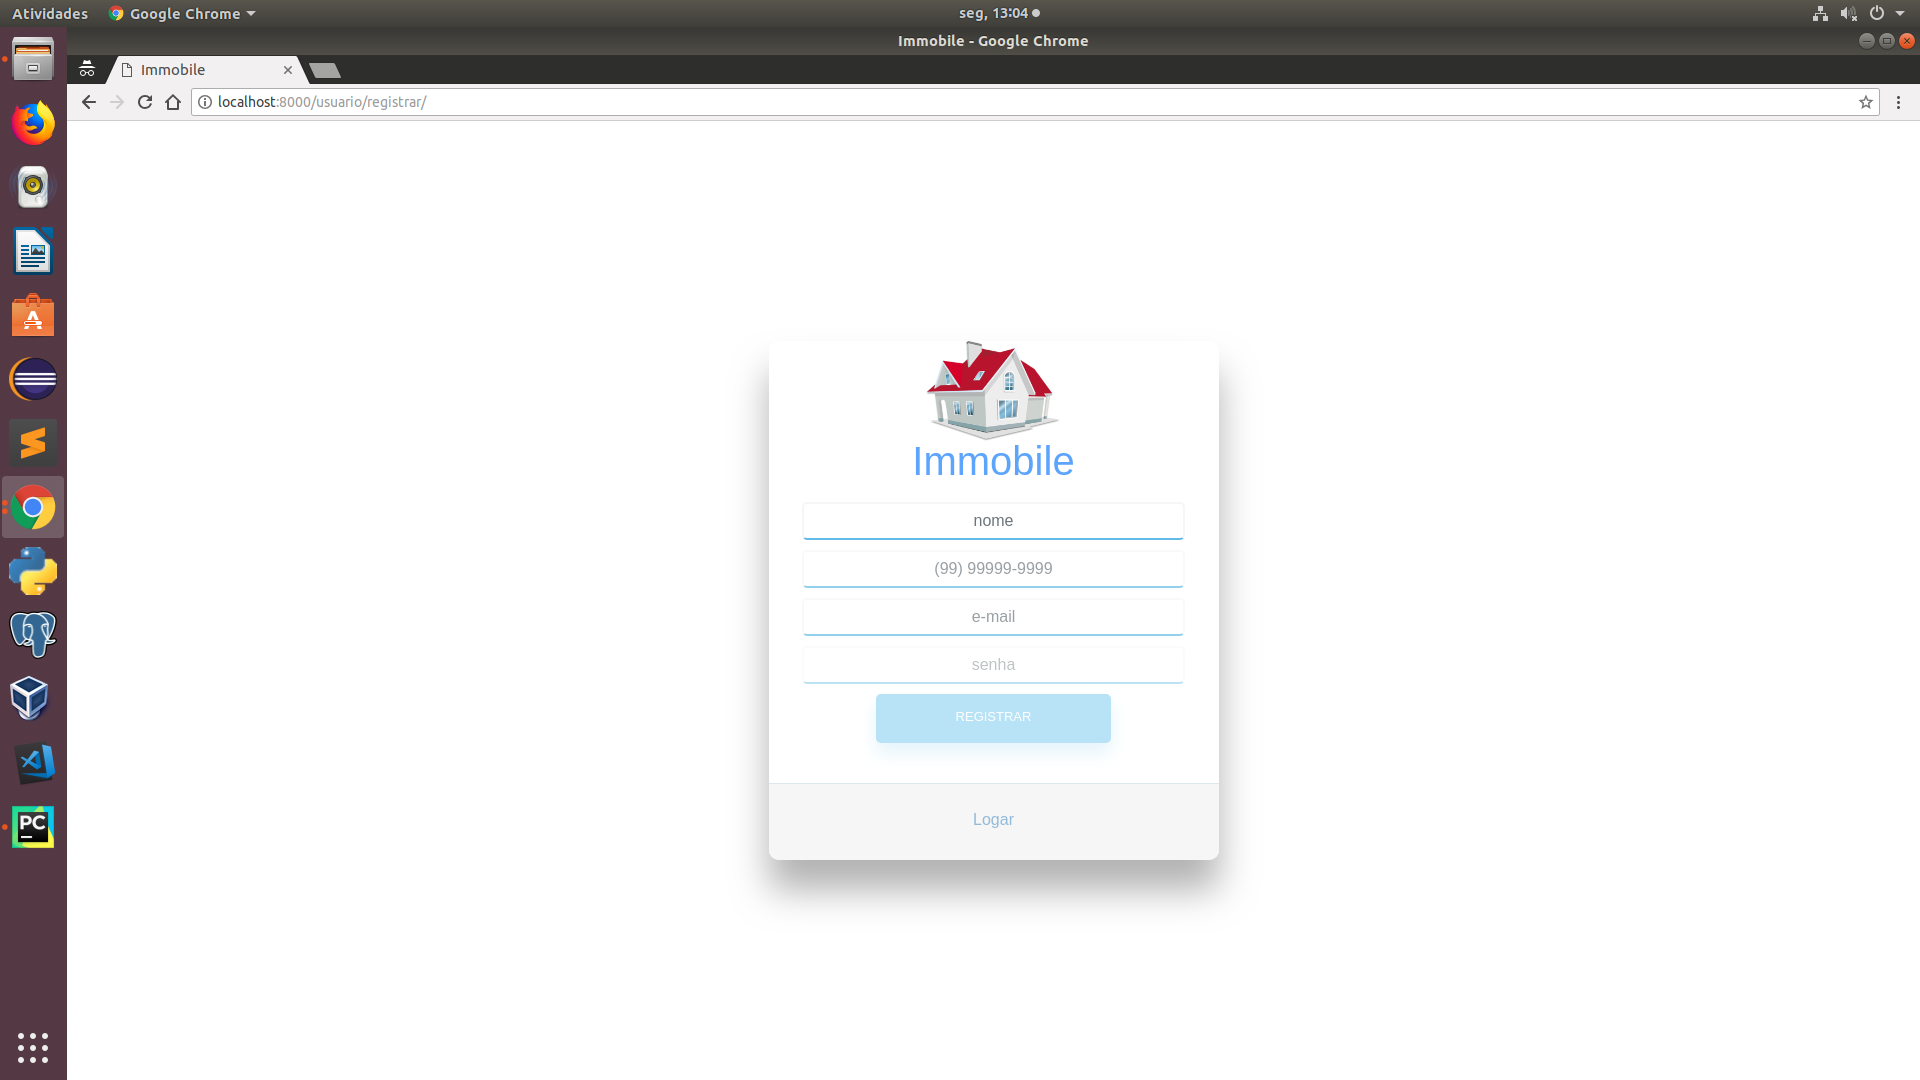 Atividades
Google Chrome
seg, 13:04
Immobile - Google Chrome
Immobile
localhost:8000/usuario/registrar/
Immobile
nome
(99) 99999-9999
e-mail
senha
REGISTRAR
Logar
PC